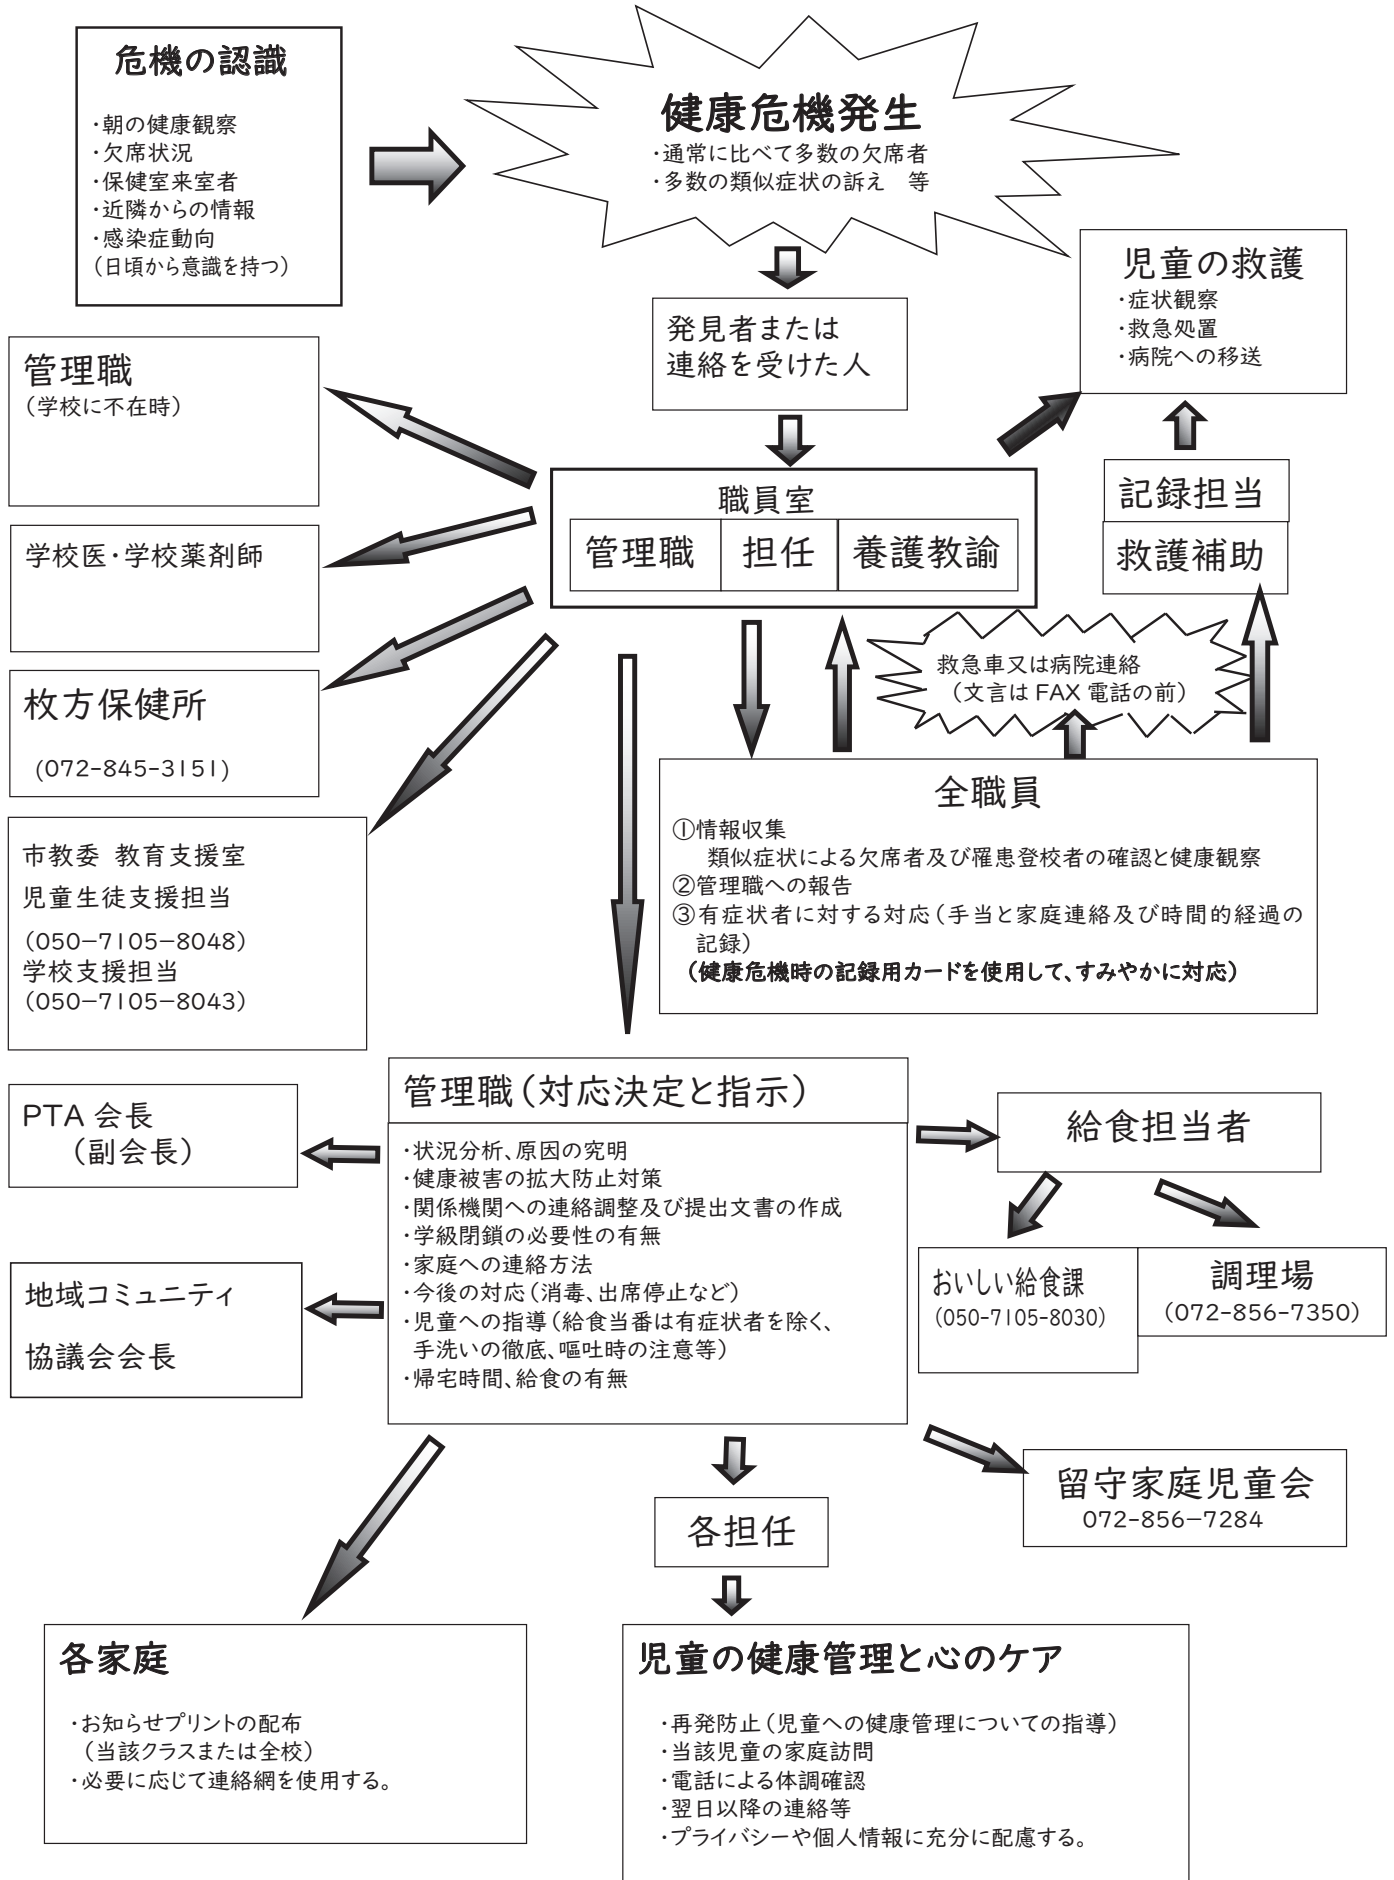 危機の認識
・朝の健康観察
・欠席状況
・保健室来室者
・近隣からの情報
・感染症動向
（日頃から意識を持つ）
健康危機発生
・通常に比べて多数の欠席者
・多数の類似症状の訴え　等
発見者または
連絡を受けた人
児童の救護
・症状観察
・救急処置
・病院への移送
管理職
（学校に不在時）
職員室
管理職 担任 養護教諭
記録担当
救護補助
学校医・学校薬剤師
救急車又は病院連絡
（文言は FAX 電話の前）
枚方保健所
(072-845-3151)
全職員
①情報収集
類似症状による欠席者及び罹患登校者の確認と健康観察
②管理職への報告
③有症状者に対する対応（手当と家庭連絡及び時間的経過の
記録）
（健康危機時の記録用カードを使用して、すみやかに対応）
市教委 教育支援室
児童生徒支援担当
(050－7105－8048)
学校支援担当
(050－7105－8043)
管理職（対応決定と指示）
・状況分析、原因の究明
・健康被害の拡大防止対策
・関係機関への連絡調整及び提出文書の作成
・学級閉鎖の必要性の有無
・家庭への連絡方法
・今後の対応（消毒、出席停止など）
・児童への指導（給食当番は有症状者を除く、
手洗いの徹底、嘔吐時の注意等）
・帰宅時間、給食の有無
PTA 会長
（副会長）
地域コミュニティ
協議会会長
給食担当者
おいしい給食課
(050-7105-8030)
調理場
(072-856-7350)
留守家庭児童会
072-856－7284
各担任
各家庭
・お知らせプリントの配布
（当該クラスまたは全校）
・必要に応じて連絡網を使用する。
児童の健康管理と心のケア
・再発防止（児童への健康管理についての指導）
・当該児童の家庭訪問
・電話による体調確認
・翌日以降の連絡等
・プライバシーや個人情報に充分に配慮する。